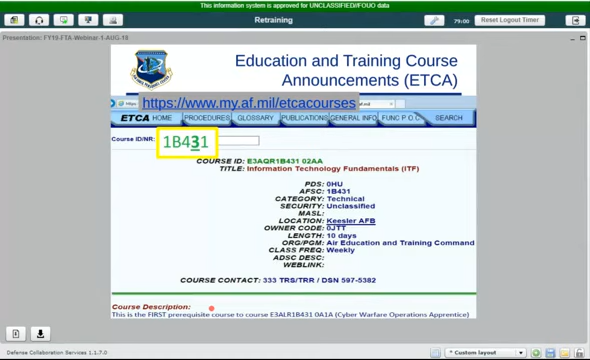 This information system is approved for UNCLASSIFIED//FOUO data
Retraining
79:00
Reset Logout Timer
Presentation: FY19-FTA-Webinar-1-AUG-18
Education and Training Course
Announcements (ETCA)
https://www.my.af.mil/etcacourses
ETCA HOME PROCEDURES GLOSSARY PUBLICATIONS GENERAL INFO FUNC P.O.C. SEARCH
Course ID/NR: 1B431
COURSE ID: E3AQR1B431 02AA
TITLE: Information Technology Fundamentals (ITF)
PDS: 0HU
AFSC: 1B431
CATEGORY: Technical
SECURITY: Unclassified
MASL:
LOCATION: Keesler AFB
OWNER CODE: 0JTT
LENGTH: 10 days
ORG/PGM: Air Education and Training Command
CLASS FREQ: Weekly
ADSC DESC:
WEBLINK:
COURSE CONTACT: 333 TRS/TRR / DSN 597-5382
Course Description:
This is the FIRST prerequisite course to course E3ALR1B431 0A1A (Cyber Warfare Operations Apprentice)
Defense Collaboration Services 1.1.7.0
* Custom layout